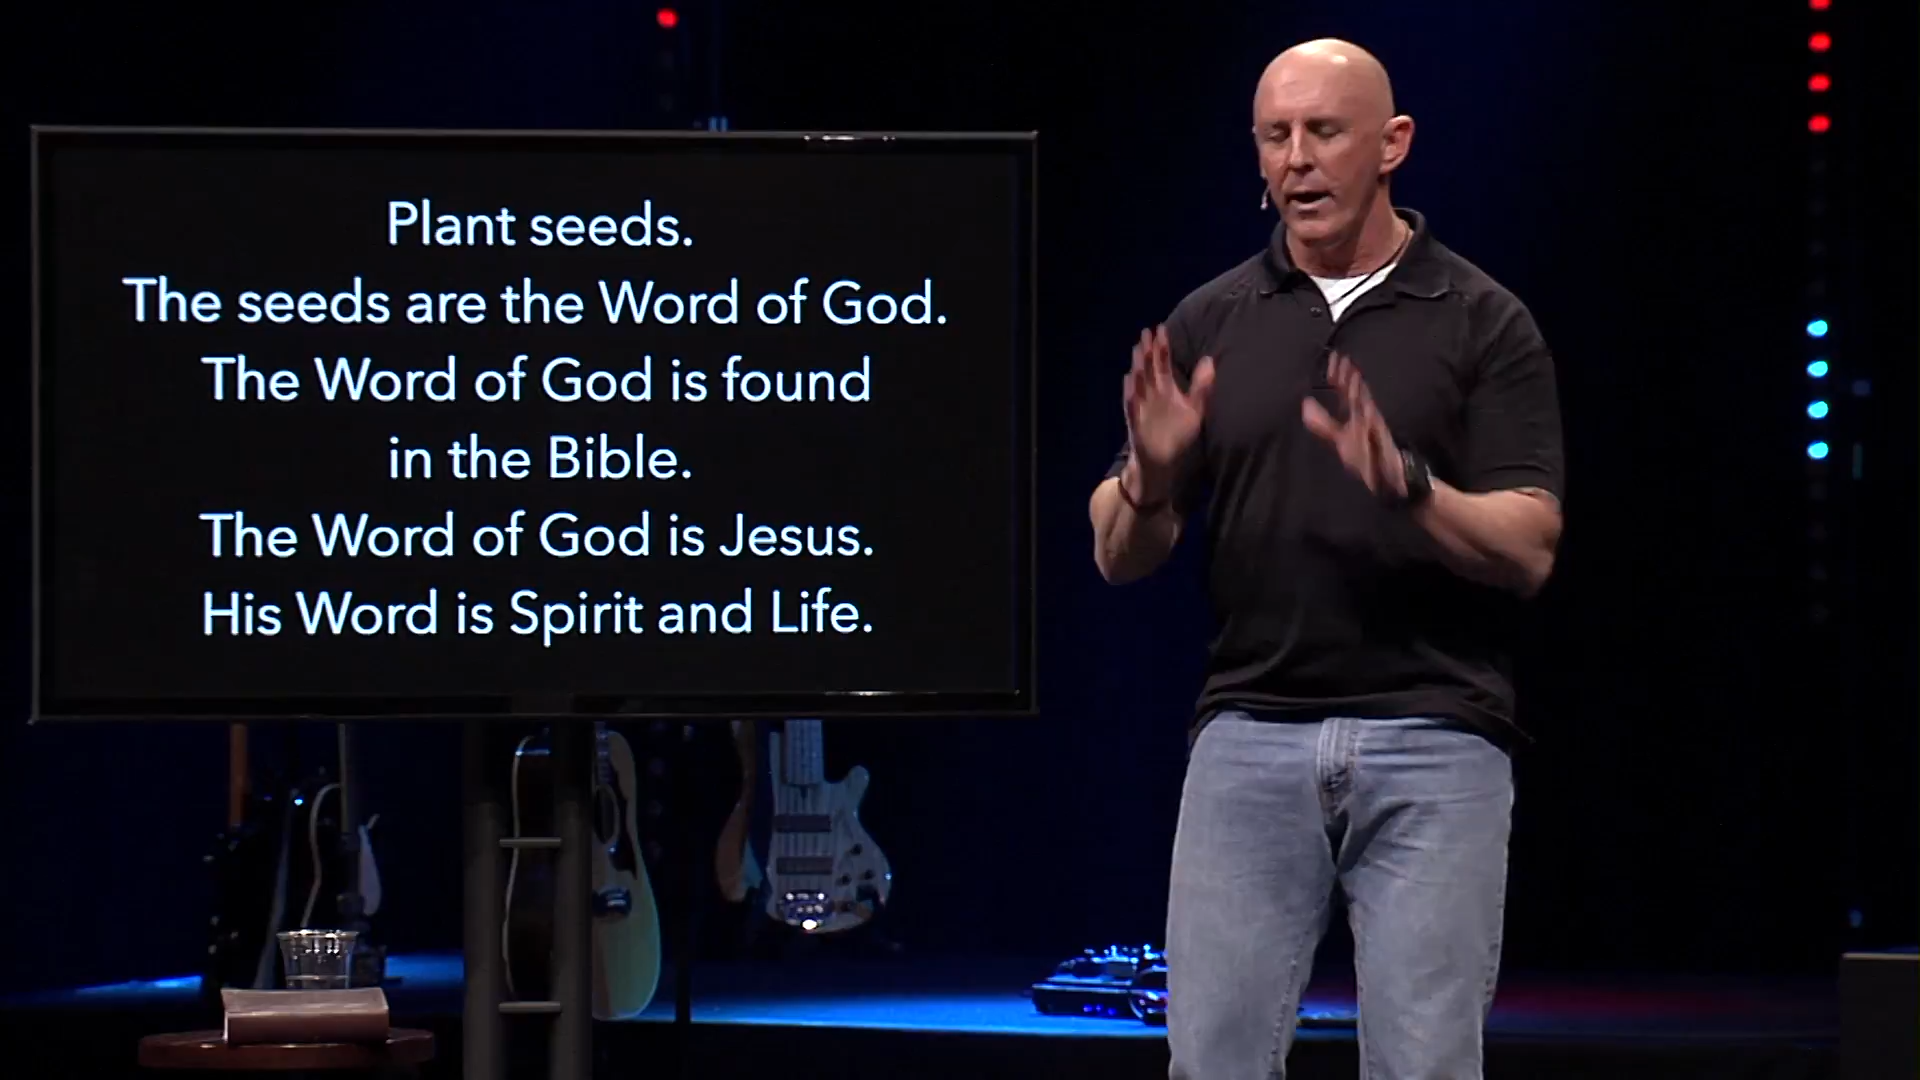 Plant seeds.
The seeds are the Word of God.
The Word of God is found
in the Bible.
The Word of God is Jesus.
His Word is Spirit and Life.